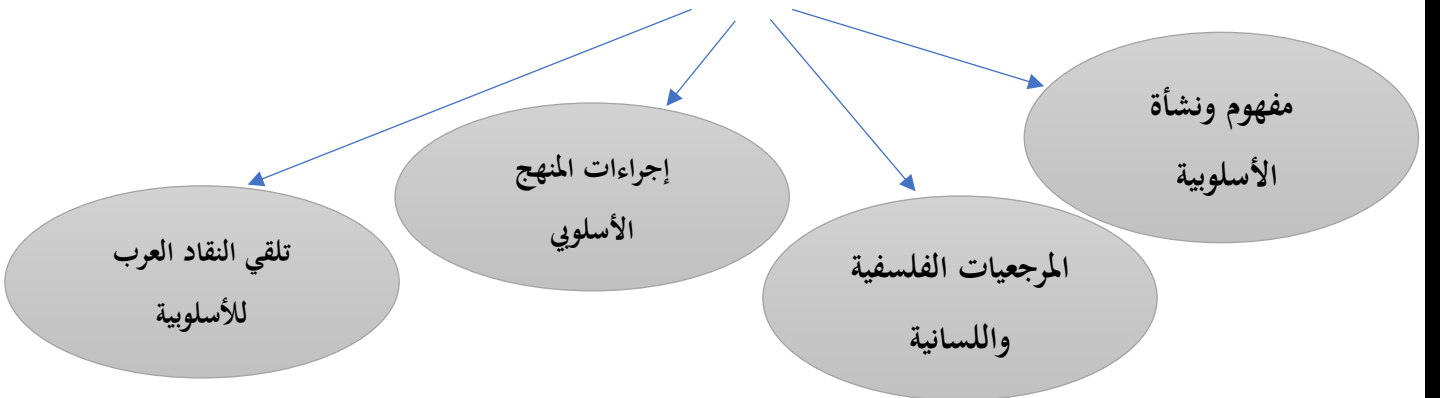 مفهوم ونشأة
الأسلوبية
المرجعيات الفلسفية
واللسانية
إجراءات المنهج
الأسلوبي
تلقي النقاد العرب
للأسلوبية